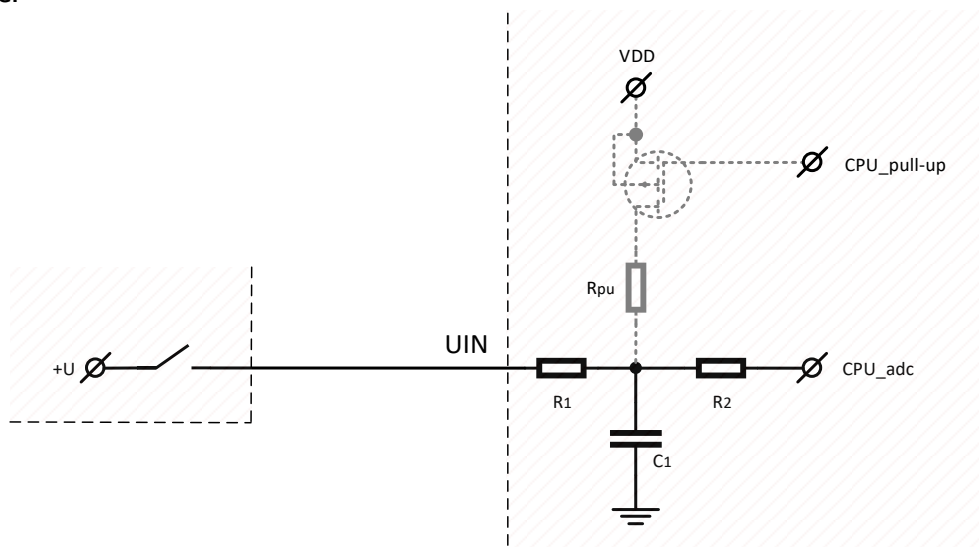 VDD
CPU_pull-up
Rpu
UIN
+U
CPU_adc
R1
R2
C1